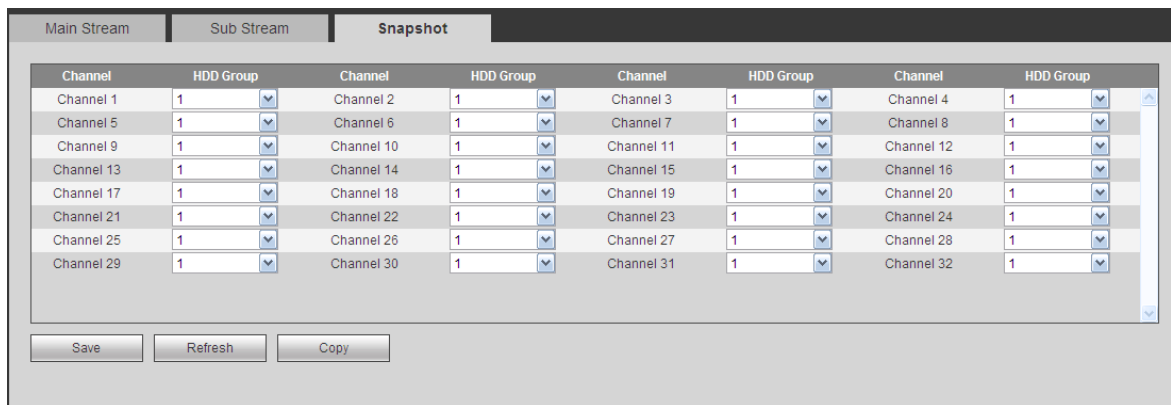 Main Stream Sub Stream Snapshot
Channel HDD Group Channel HDD Group Channel HDD Group Channel HDD Group
Channel 1 1 Channel 2 1 Channel 3 1 Channel 4 1
Channel 5 1 Channel 6 1 Channel 7 1 Channel 8 1
Channel 9 1 Channel 10 1 Channel 11 1 Channel 12 1
Channel 13 1 Channel 14 1 Channel 15 1 Channel 16 1
Channel 17 1 Channel 18 1 Channel 19 1 Channel 20 1
Channel 21 1 Channel 22 1 Channel 23 1 Channel 24 1
Channel 25 1 Channel 26 1 Channel 27 1 Channel 28 1
Channel 29 1 Channel 30 1 Channel 31 1 Channel 32 1
Save Refresh Copy